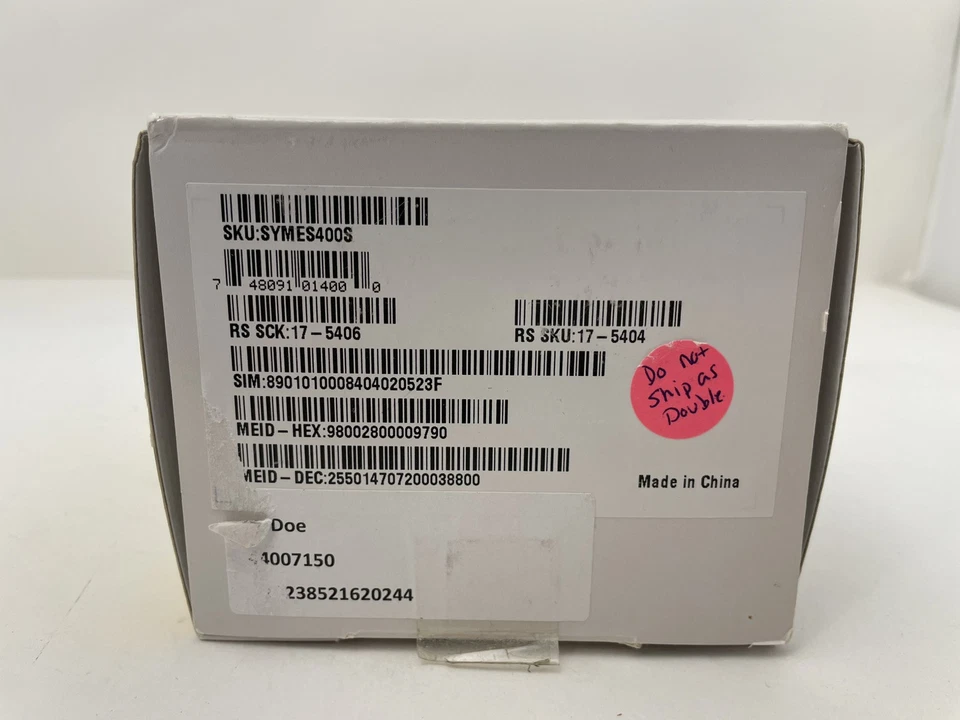 SKU:SYMES400S
7 48091 01400 0
RS SCK:17-5406
RS SKU:17-5404
SIM:8901010008404020523F
MEID-HEX:98002800009790
MEID-DEC:255014707200038800
Do Not
Ship as
Double.
Made in China
Doe
4007150
238521620244